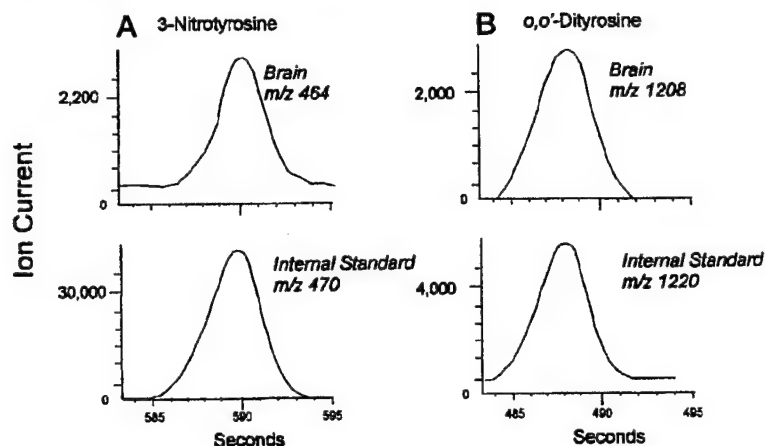 A 3-Nitrotyrosine
Brain
m/z 464
2,200
0
Ion Current
Internal Standard
m/z 470
30,000
0
585
590
595
Seconds
B o,o'-Dityrosine
Brain
m/z 1208
2,000
0
Internal Standard
m/z 1220
4,000
0
485
490
495
Seconds